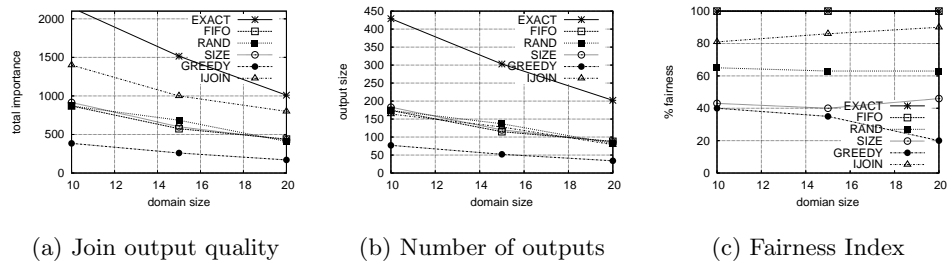 2000
1500
1000
500
0
total importance
EXACT
FIFO
RAND
SIZE
GREEDY
IJOIN
10 12 14 16 18 20
domain size
(a) Join output quality
450
400
350
300
250
200
150
100
50
0
output size
EXACT
FIFO
RAND
SIZE
GREEDY
IJOIN
10 12 14 16 18 20
domain size
(b) Number of outputs
100
80
60
40
20
0
% fairness
EXACT
FIFO
RAND
SIZE
GREEDY
IJOIN
10 12 14 16 18 20
domian size
(c) Fairness Index